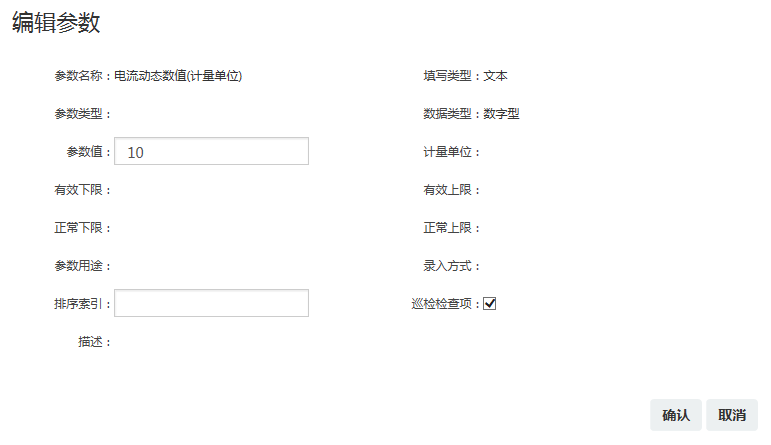 编辑参数
参数名称：电流动态数值(计量单位) 填写类型：文本
参数类型： 数据类型：数字型
参数值： 10 计量单位：
有效下限： 有效上限：
正常下限： 正常上限：
参数用途： 录入方式：
排序索引： 巡检检查项：
描述：
确认 取消